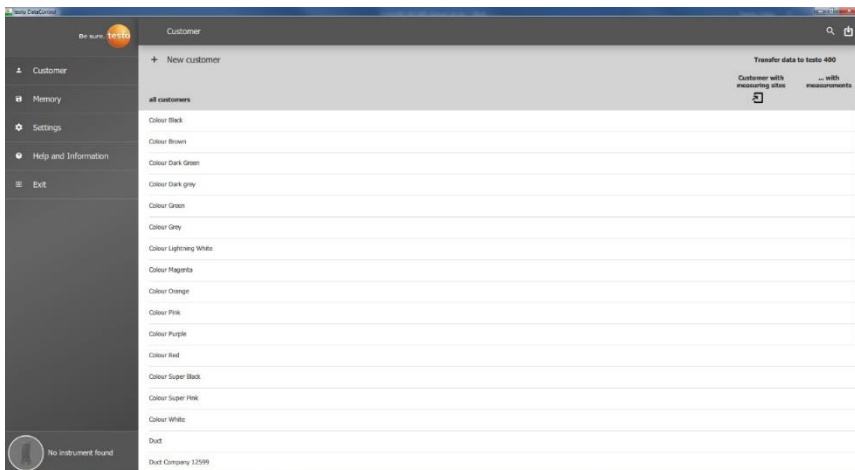 testo DataControl
Be sure. testo
Customer
Customer
Memory
Settings
Help and Information
Exit
No instrument found
+ New customer
Transfer data to testo 400
Customer with
measuring sites
... with
measurements
all customers
Colour Black
Colour Brown
Colour Dark Green
Colour Dark grey
Colour Green
Colour Grey
Colour Lightning White
Colour Magenta
Colour Orange
Colour Pink
Colour Purple
Colour Red
Colour Super Black
Colour Super Pink
Colour White
Duct
Duct Company 12599